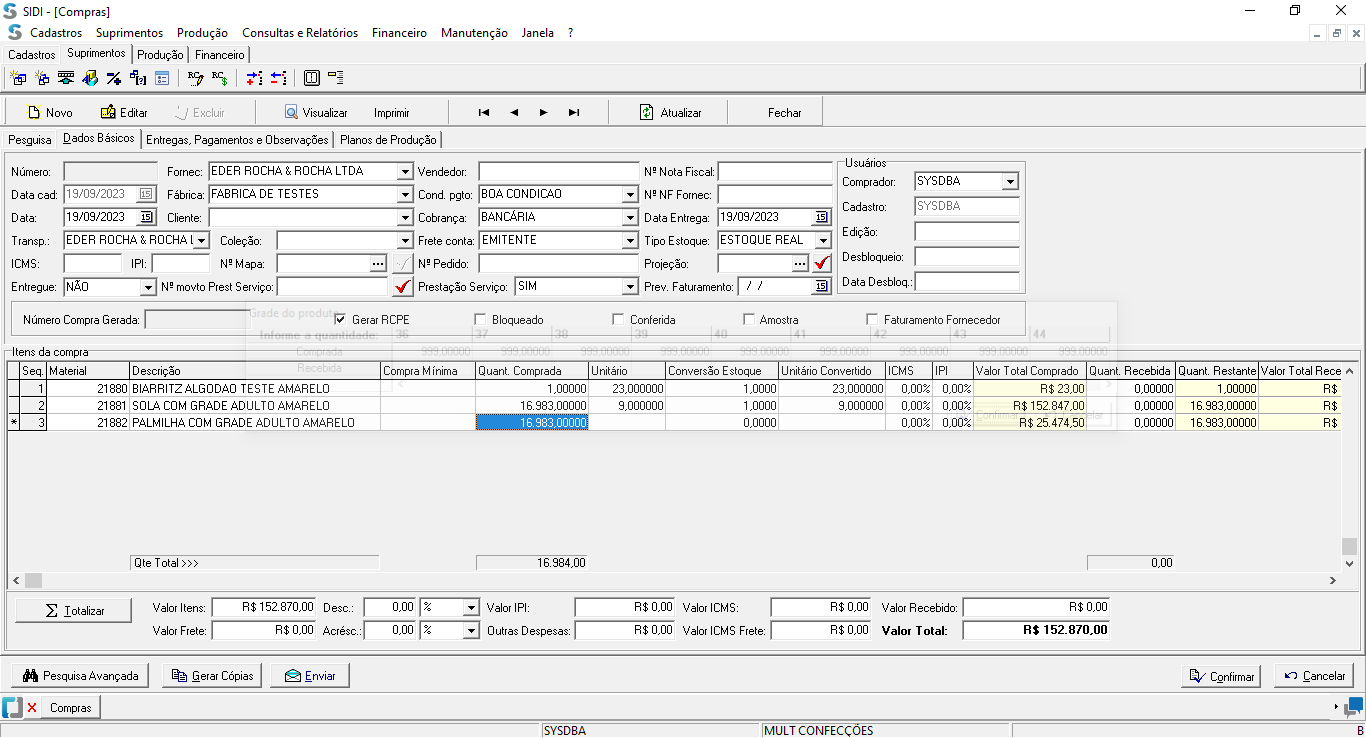 SIDI - [Compras]
Cadastros Suprimentos Produção Consultas e Relatórios Financeiro Manutenção Janela ?
Cadastros Suprimentos Produção Financeiro
Novo Editar Excluir Visualizar Imprimir Atualizar Fechar
Pesquisa Dados Básicos Entregas, Pagamentos e Observações Planos de Produção
Número: Fornec: EDER ROCHA & ROCHA LTDA Vendedor: Nº Nota Fiscal:
Data cad: 19/09/2023 15 Fábrica: FABRICA DE TESTES Cond. pgto: BOA CONDICAO Nº NF Fornec:
Data: 19/09/2023 15 Cliente: Cobrança: BANCÁRIA Data Entrega: 19/09/2023 15
Transp.: EDER ROCHA & ROCHA L Coleção: Frete conta: EMITENTE Tipo Estoque: ESTOQUE REAL
ICMS: IPI: Nº Mapa: ... Nº Pedido: Projeção: ...
Entregue: NÃO Nº movto Prest Serviço: Prestação Serviço: SIM Prev. Faturamento: / / 15
Usuários
Comprador: SYSDBA
Cadastro: SYSDBA
Edição:
Desbloqueio:
Data Desbloq.:
Número Compra Gerada: Gerar RCPE Bloqueado Conferida Amostra Faturamento Fornecedor
Grade do produto
Informe a quantidade: 36 37 38 39 40 42 43 44
Comprada 999,00000 999,00000 999,00000 999,00000 999,00000 999,00000 999,00000 999,00000 999,00000
Recebida
Itens da compra
Seq. Material Descrição Compra Mínima Quant. Comprada Unitário Conversão Estoque Unitário Convertido ICMS IPI Valor Total Comprado Quant. Recebida Quant. Restante Valor Total Rece
1 21880 BIARRITZ ALGODAO TESTE AMARELO 1,00000 23,000000 1,0000 23,000000 0,00% 0,00% R$ 23,00 0,00000 1,00000 R$
2 21881 SOLA COM GRADE ADULTO AMARELO 16.983,00000 9,000000 1,0000 9,000000 0,00% 0,00% R$ 152.847,00 0,00000 16.983,00000 R$
* 3 21882 PALMILHA COM GRADE ADULTO AMARELO 16.983,00000 0,0000 0,00% 0,00% R$ 25.474,50 0,00000 16.983,00000 R$
Qte Total >>> 16.984,00 0,00
Totalizar Valor Itens: R$ 152.870,00 Desc.: 0,00 % Valor IPI: R$ 0,00 Valor ICMS: R$ 0,00 Valor Recebido: R$ 0,00
Valor Frete: R$ 0,00 Acrésc.: 0,00 % Outras Despesas: R$ 0,00 Valor ICMS Frete: R$ 0,00 Valor Total: R$ 152.870,00
Pesquisa Avançada Gerar Cópias Enviar Confirmar Cancelar
Compras
SYSDBA MULT CONFECÇÕES B